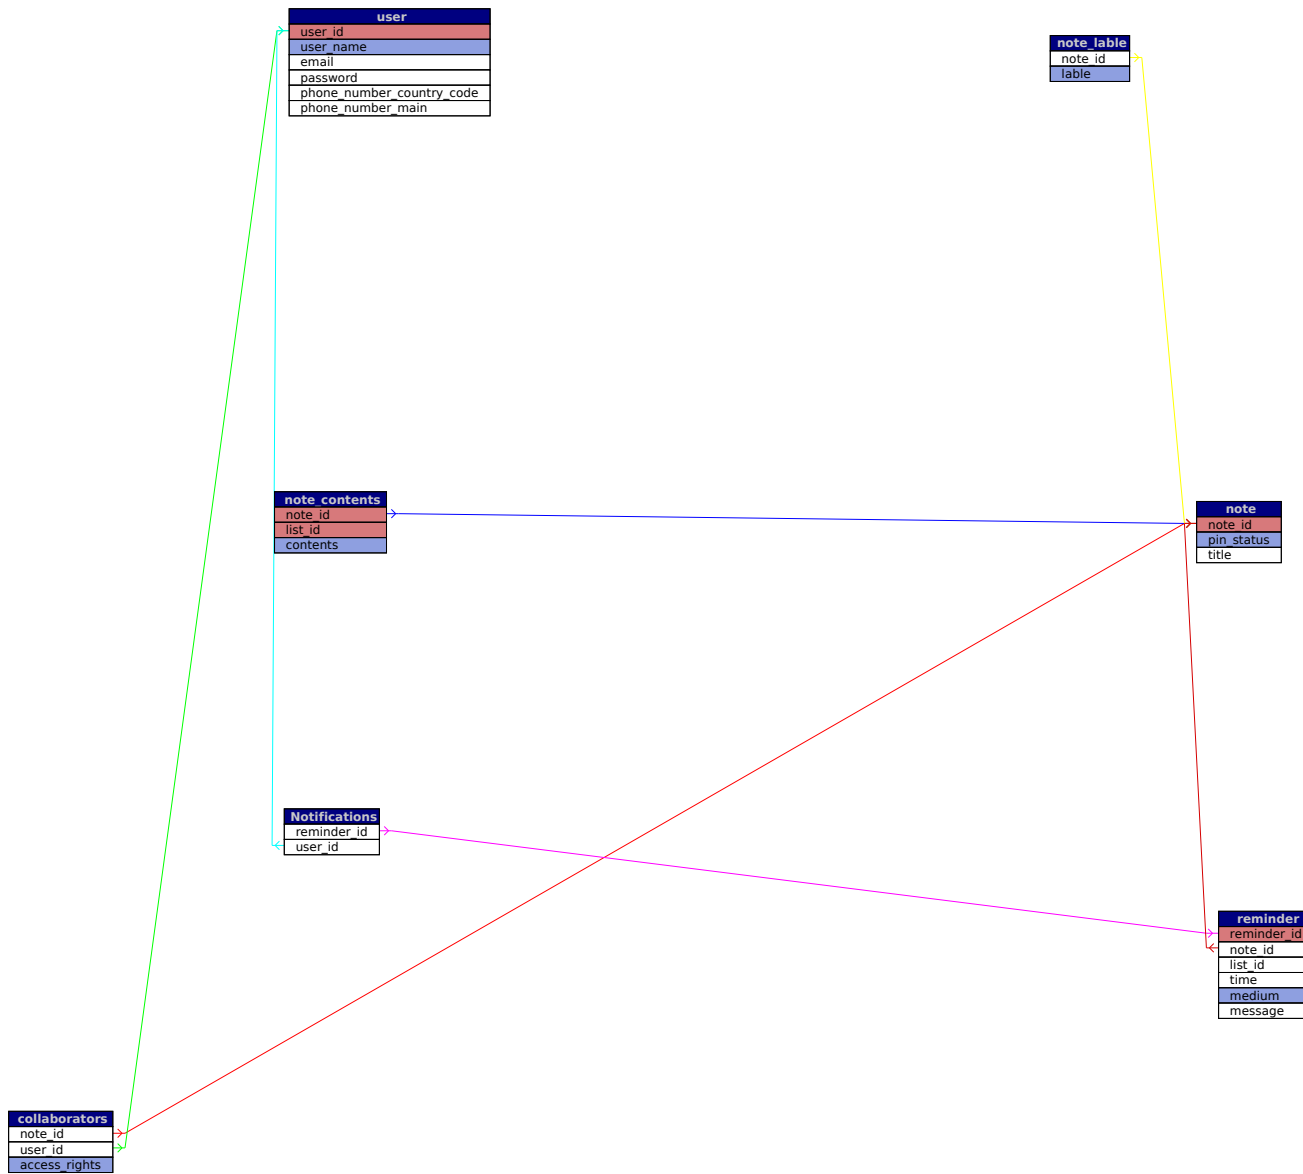 user
user_id
user_name
email
password
phone_number_country_code
phone_number_main
note_lable
note_id
lable
note_contents
note_id
list_id
contents
note
note_id
pin_status
title
Notifications
reminder_id
user_id
reminder
reminder_id
note_id
list_id
time
medium
message
collaborators
note_id
user_id
access_rights